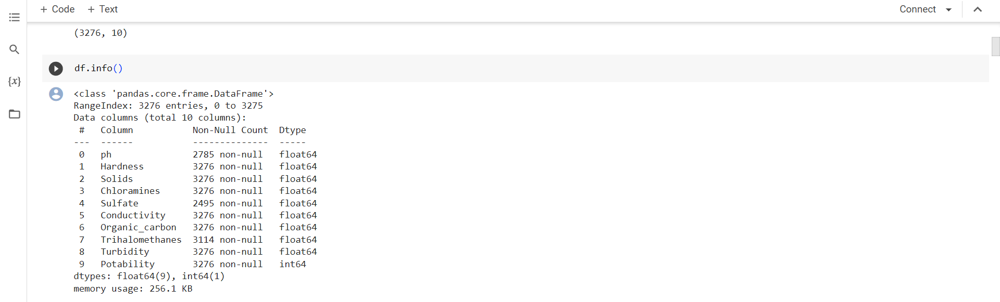 + Code + Text Connect
(3276, 10)
{x}
df.info()
<class 'pandas.core.frame.DataFrame'>
RangeIndex: 3276 entries, 0 to 3275
Data columns (total 10 columns):
 #   Column           Non-Null Count  Dtype
---  ------           --------------  -----
 0   ph               2785 non-null   float64
 1   Hardness         3276 non-null   float64
 2   Solids           3276 non-null   float64
 3   Chloramines      3276 non-null   float64
 4   Sulfate          2495 non-null   float64
 5   Conductivity     3276 non-null   float64
 6   Organic_carbon   3276 non-null   float64
 7   Trihalomethanes  3114 non-null   float64
 8   Turbidity        3276 non-null   float64
 9   Potability       3276 non-null   int64
dtypes: float64(9), int64(1)
memory usage: 256.1 KB